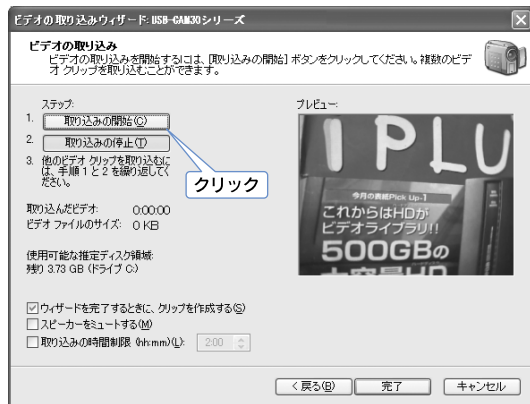 ビデオの取り込みウィザード: USB-CAM30シリーズ
ビデオの取り込み
ビデオの取り込みを開始するには、[取り込みの開始] ボタンをクリックしてください。複数のビデ
オ クリップを取り込むことができます。
ステップ:
1. 取り込みの開始(C)
2. 取り込みの停止(T)
3. 他のビデオ クリップを取り込むに
は、手順 1 と 2 を繰り返してく
ださい。
クリック
取り込んだビデオ: 0:00:00
ビデオ ファイルのサイズ: 0 KB
使用可能な推定ディスク領域:
残り 3.73 GB (ドライブ C:)
ウィザードを完了するときに、クリップを作成する(S)
スピーカーをミュートする(M)
取り込みの時間制限 (hh:mm)(L): 2:00
プレビュー:
I PLU
今月の表紙Pick Up-1
これからはHDが
ビデオライブラリ!!
500GBの
大容量HD
< 戻る(B)
完了
キャンセル